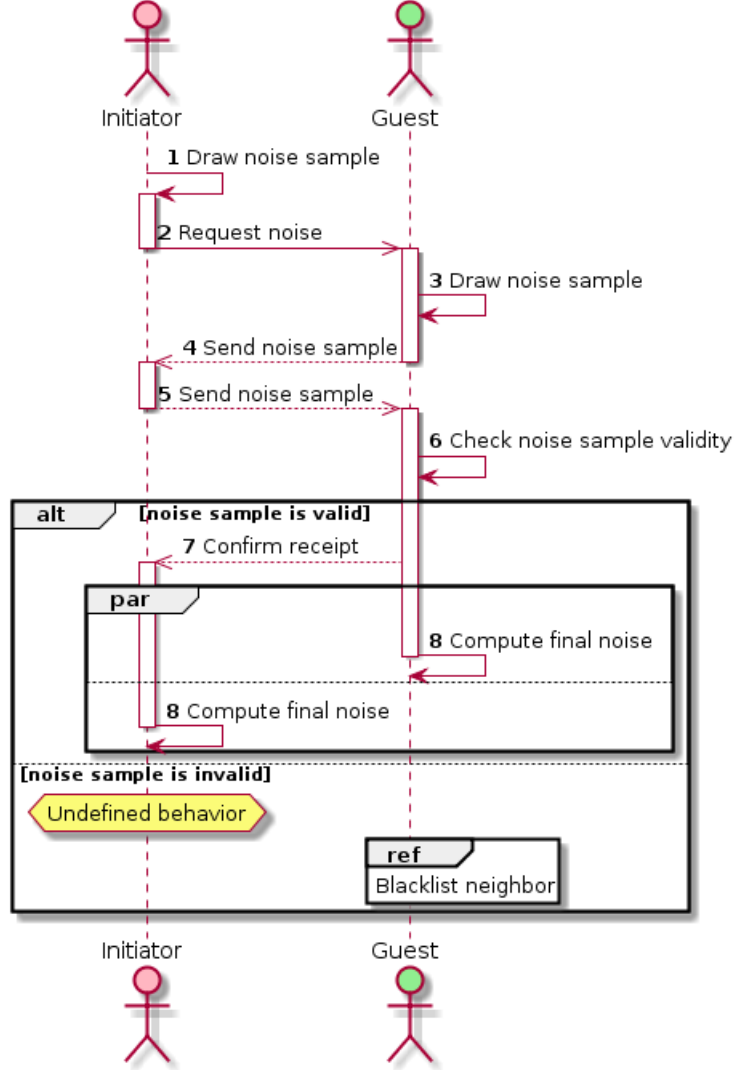 Initiator Guest
1 Draw noise sample
2 Request noise
3 Draw noise sample
4 Send noise sample
5 Send noise sample
6 Check noise sample validity
alt [noise sample is valid]
7 Confirm receipt
par
8 Compute final noise
8 Compute final noise
[noise sample is invalid]
Undefined behavior
ref
Blacklist neighbor
Initiator Guest